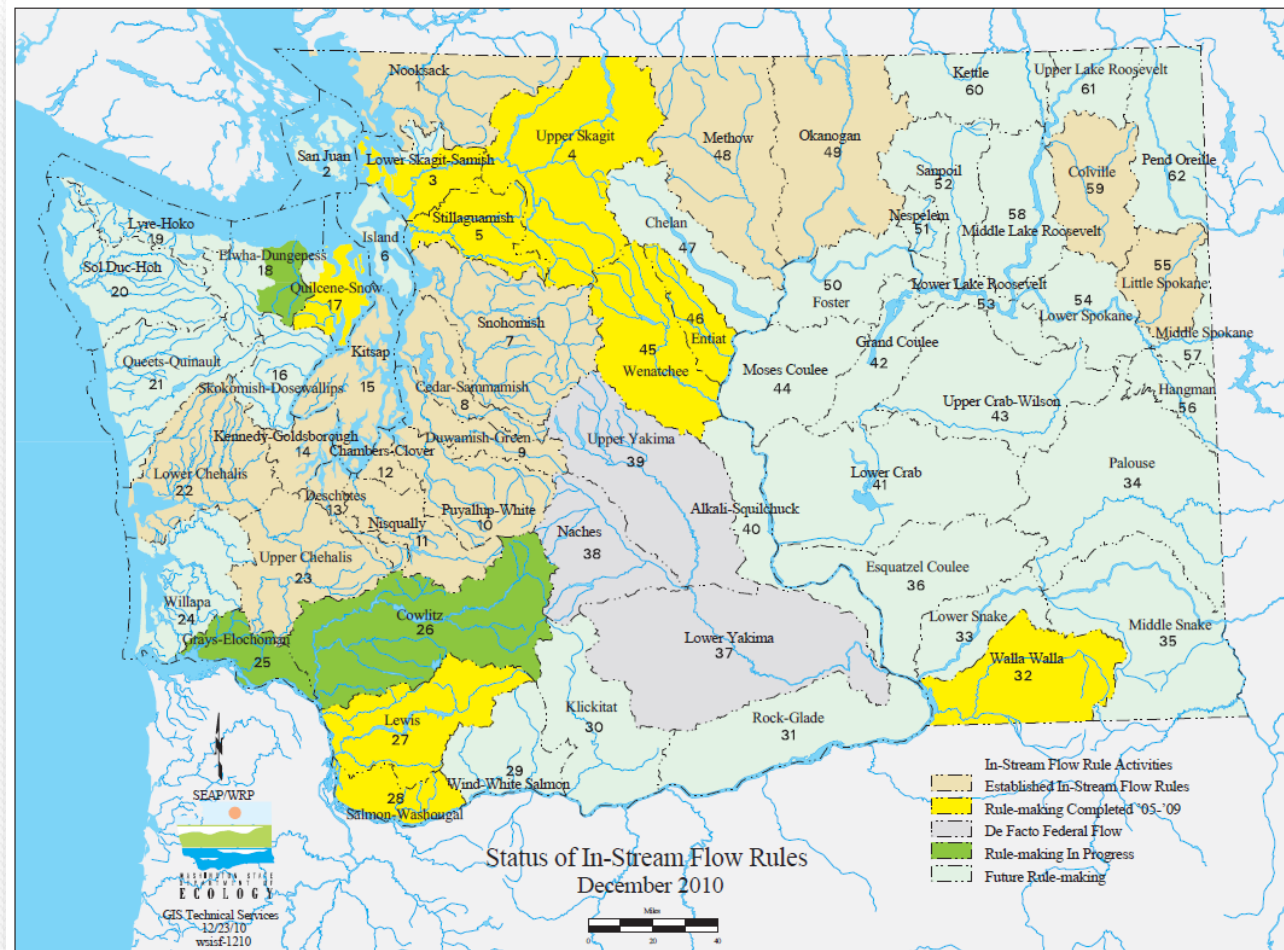 Nooksack
1
Upper Skagit
4
San Juan
2
Lower Skagit-Samish
3
Stillaguamish
5
Island
6
Methow
48
Okanogan
49
Kettle
60
Upper Lake Roosevelt
61
Sanpoil
52
Colville
59
Pend Oreille
62
Nespelem
51
58
Middle Lake Roosevelt
Chelan
47
Lyre-Hoko
19
Sol Duc-Hoh
20
Elwha-Dungeness
18
Quilcene-Snow
17
Snohomish
7
46
Entiat
45
Wenatchee
50
Foster
Lower Lake Roosevelt
53
54
Lower Spokane
55
Little Spokane
Middle Spokane
57
Hangman
56
Queets-Quinault
21
16
Skokomish-Dosewallips
Kitsap
15
Cedar-Sammamish
8
Moses Coulee
44
Grand Coulee
42
Upper Crab-Wilson
43
Kennedy-Goldsborough
14
Chambers-Clover
12
Duwamish-Green
9
Upper Yakima
39
Lower Crab
41
Palouse
34
Lower Chehalis
22
Deschutes
13
Nisqually
11
Puyallup-White
10
Naches
38
Alkali-Squilchuck
40
Upper Chehalis
23
Esquatzel Coulee
36
Willapa
24
Grays-Elochoman
25
Cowlitz
26
Lower Yakima
37
Lower Snake
33
Walla Walla
32
Middle Snake
35
Lewis
27
28
Salmon-Washougal
29
Wind-White Salmon
Klickitat
30
Rock-Glade
31
In-Stream Flow Rule Activities
Established In-Stream Flow Rules
Rule-making Completed '05-'09
De Facto Federal Flow
Rule-making In Progress
Future Rule-making
Status of In-Stream Flow Rules
December 2010
Miles
0 20 40
SEAP/WRP
WASHINGTON STATE
DEPARTMENT OF
ECOLOGY
GIS Technical Services
12/23/10
wsisf-1210